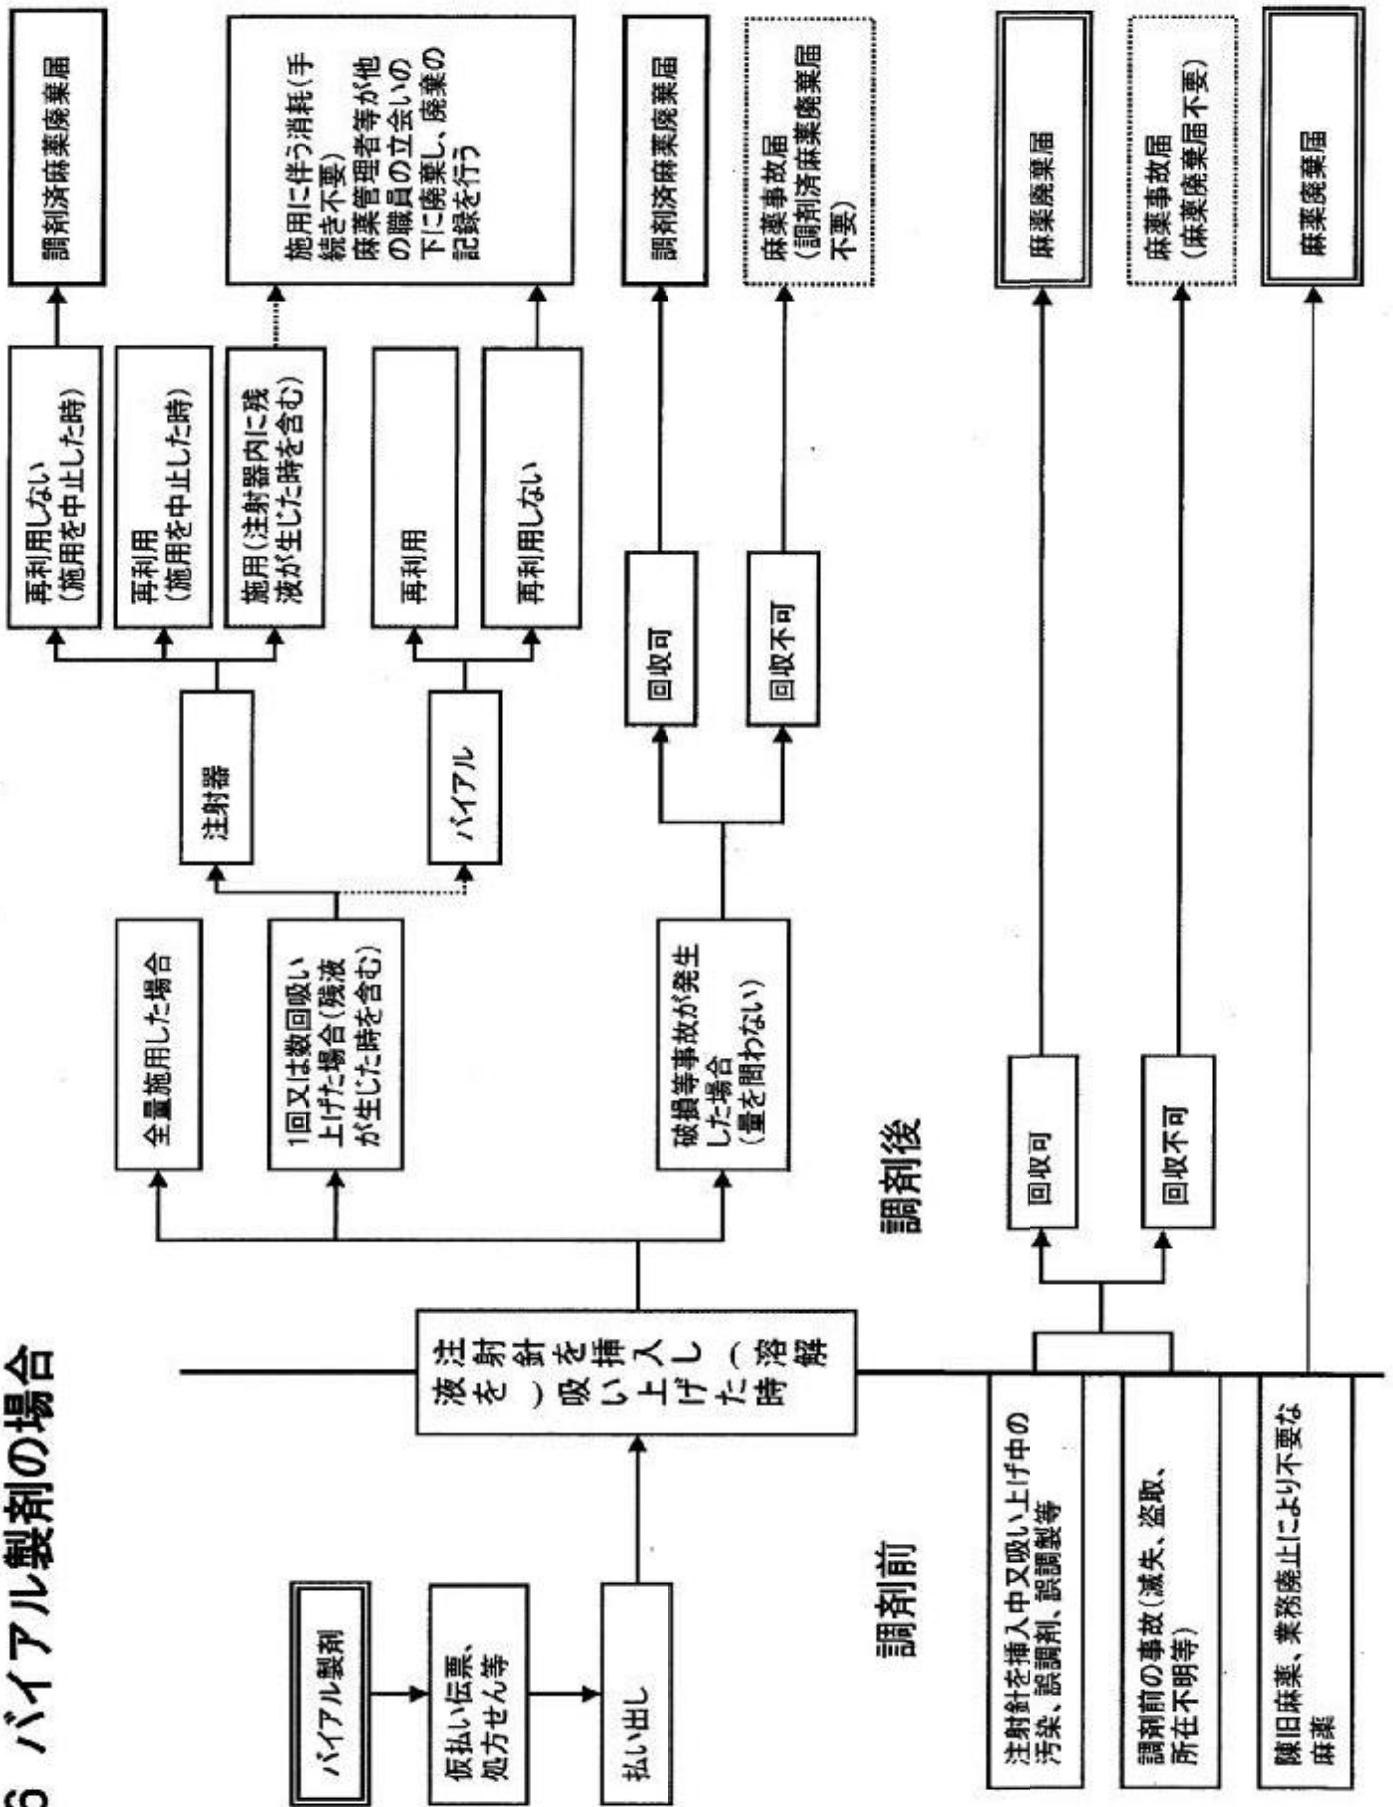 6 バイアル製剤の場合
バイアル製剤
仮払い伝票、
処方せん等
払い出し
調剤前
注射針を挿入し(溶解
液を)吸い上げた時
調剤後
全量施用した場合
1回又は数回吸い
上げた場合(残液
が生じた時を含む)
破損等事故が発生
した場合
(量を問わない)
注射器
バイアル
再利用しない
(施用を中止した時)
再利用
(施用を中止した時)
施用(注射器内に残
液が生じた時を含む)
再利用
再利用しない
回収可
回収不可
調剤済麻薬廃棄届
施用に伴う消耗(手
続き不要)
麻薬管理者等が他
の職員の立会いの
下に廃棄し、廃棄の
記録を行う
調剤済麻薬廃棄届
麻薬事故届
(調剤済麻薬廃棄届
不要)
注射針を挿入中又吸い上げ中の
汚染、誤調剤、誤調製等
調剤前の事故(滅失、盗取、
所在不明等)
陳旧麻薬、業務廃止により不要な
麻薬
回収可
回収不可
麻薬廃棄届
麻薬事故届
(麻薬廃棄届不要)
麻薬廃棄届